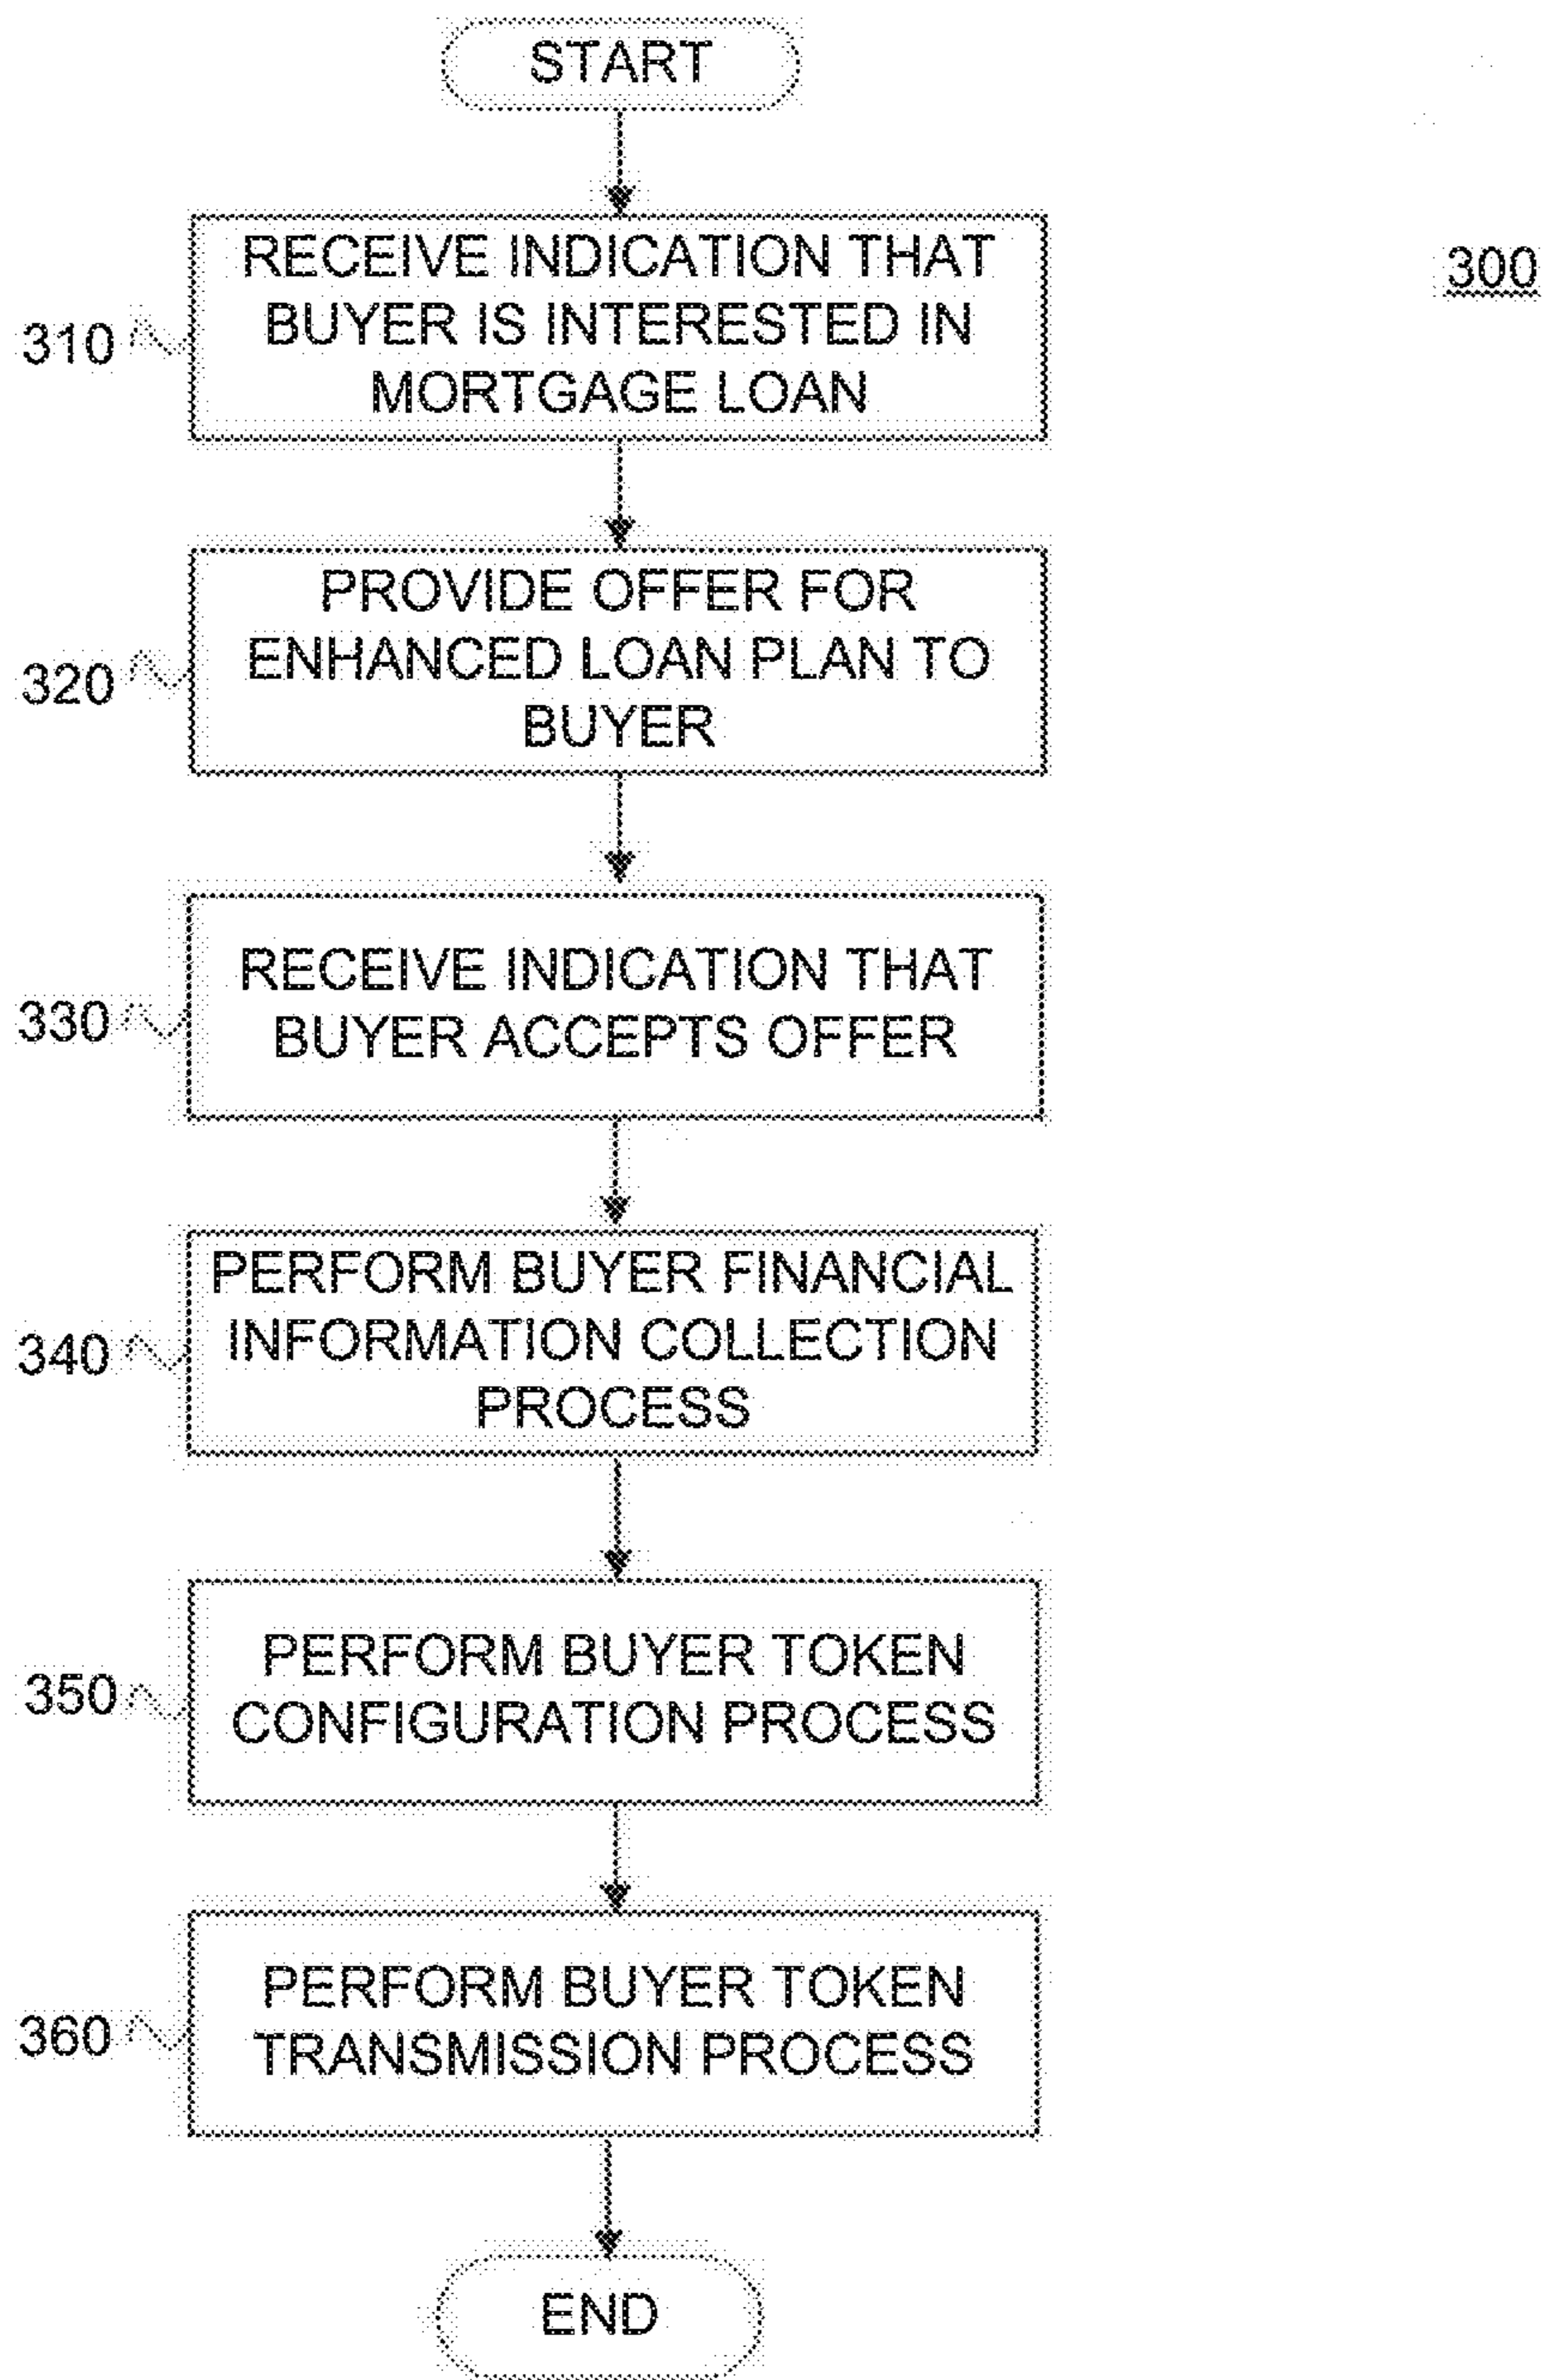 START
300
RECEIVE INDICATION THAT
BUYER IS INTERESTED IN
MORTGAGE LOAN
310
PROVIDE OFFER FOR
ENHANCED LOAN PLAN TO
BUYER
320
RECEIVE INDICATION THAT
BUYER ACCEPTS OFFER
330
PERFORM BUYER FINANCIAL
INFORMATION COLLECTION
PROCESS
340
PERFORM BUYER TOKEN
CONFIGURATION PROCESS
350
PERFORM BUYER TOKEN
TRANSMISSION PROCESS
360
END